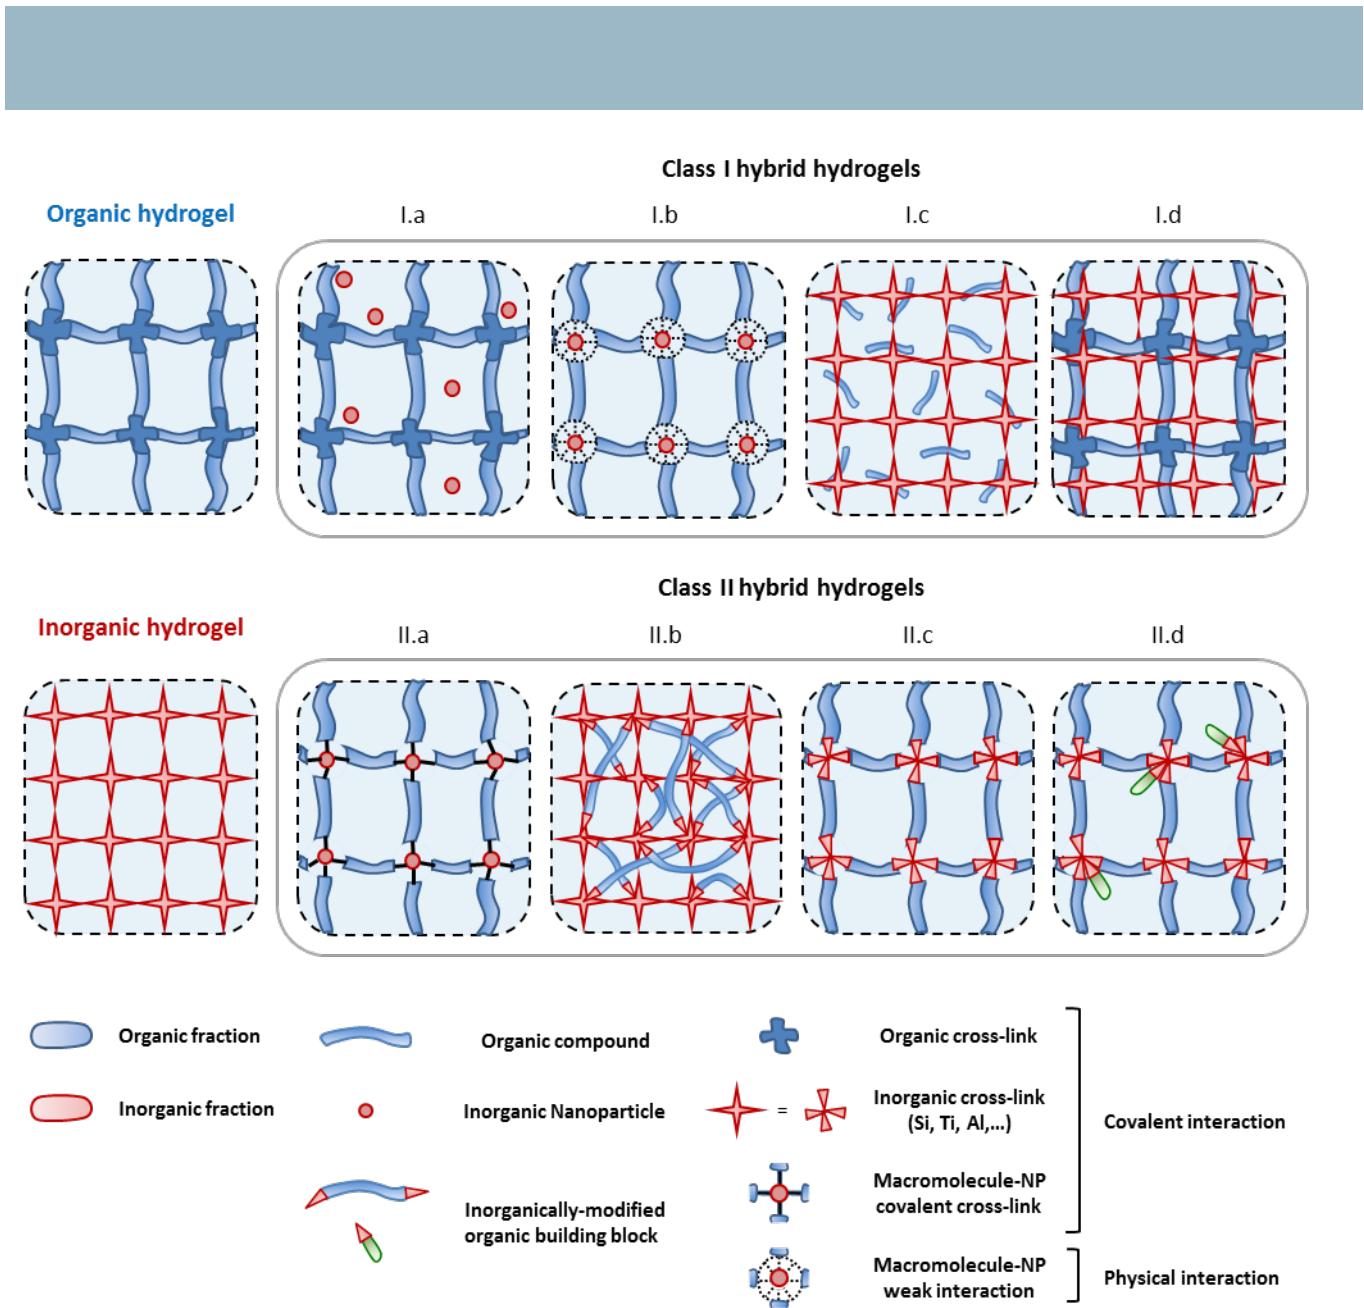 Class I hybrid hydrogels
Organic hydrogel
I.a
I.b
I.c
I.d
Class II hybrid hydrogels
Inorganic hydrogel
II.a
II.b
II.c
II.d
Organic fraction
Organic compound
Organic cross-link
Inorganic fraction
Inorganic Nanoparticle
=
Inorganic cross-link
(Si, Ti, Al,...)
Covalent interaction
Inorganically-modified
organic building block
Macromolecule-NP
covalent cross-link
Macromolecule-NP
weak interaction
Physical interaction